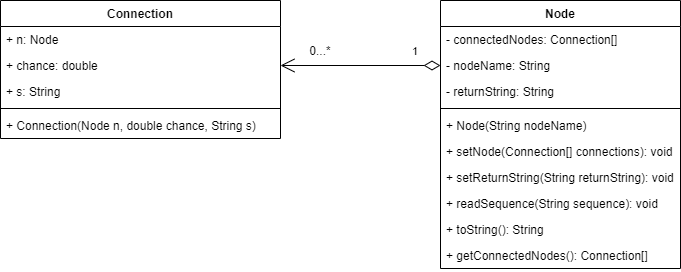 Connection
+ n: Node
+ chance: double
+ s: String
+ Connection(Node n, double chance, String s)
0...*
1
Node
- connectedNodes: Connection[]
- nodeName: String
- returnString: String
+ Node(String nodeName)
+ setNode(Connection[] connections): void
+ setReturnString(String returnString): void
+ readSequence(String sequence): void
+ toString(): String
+ getConnectedNodes(): Connection[]